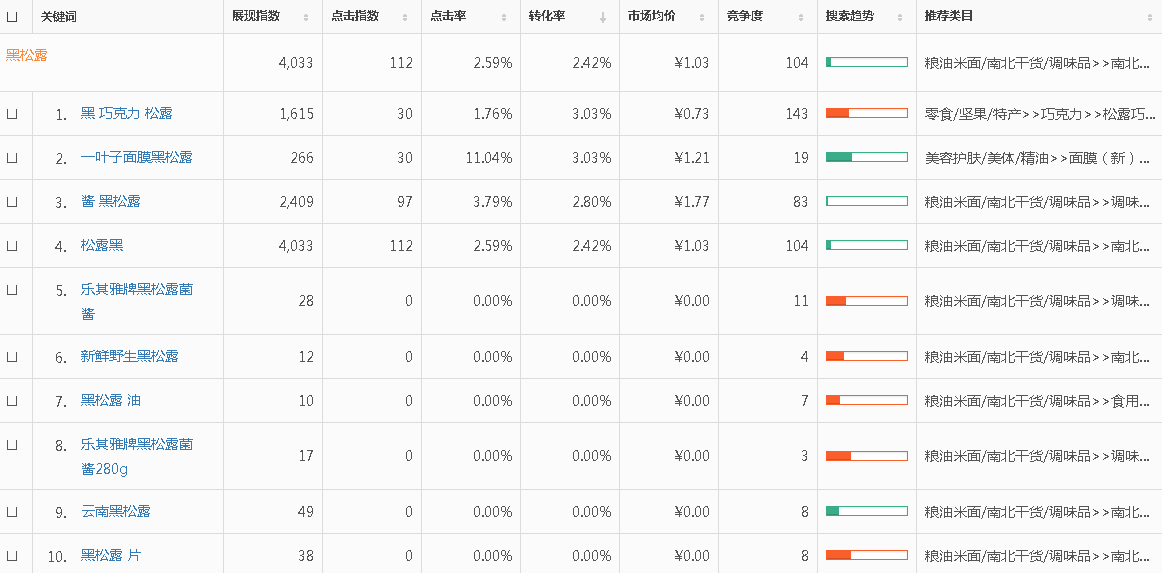 关键词 展现指数 点击指数 点击率 转化率 市场均价 竞争度 搜索趋势 推荐类目
黑松露 4,033 112 2.59% 2.42% ¥1.03 104 粮油米面/南北干货/调味品>>南北...
1. 黑 巧克力 松露 1,615 30 1.76% 3.03% ¥0.73 143 零食/坚果/特产>>巧克力>>松露巧...
2. 一叶子面膜黑松露 266 30 11.04% 3.03% ¥1.21 19 美容护肤/美体/精油>>面膜（新）...
3. 酱 黑松露 2,409 97 3.79% 2.80% ¥1.77 83 粮油米面/南北干货/调味品>>调味...
4. 松露黑 4,033 112 2.59% 2.42% ¥1.03 104 粮油米面/南北干货/调味品>>南北...
5. 乐其雅牌黑松露菌
酱 28 0 0.00% 0.00% ¥0.00 11 粮油米面/南北干货/调味品>>调味...
6. 新鲜野生黑松露 12 0 0.00% 0.00% ¥0.00 4 粮油米面/南北干货/调味品>>南北...
7. 黑松露 油 10 0 0.00% 0.00% ¥0.00 7 粮油米面/南北干货/调味品>>食用...
8. 乐其雅牌黑松露菌
酱280g 17 0 0.00% 0.00% ¥0.00 3 粮油米面/南北干货/调味品>>调味...
9. 云南黑松露 49 0 0.00% 0.00% ¥0.00 8 粮油米面/南北干货/调味品>>南北...
10. 黑松露 片 38 0 0.00% 0.00% ¥0.00 8 粮油米面/南北干货/调味品>>南北...